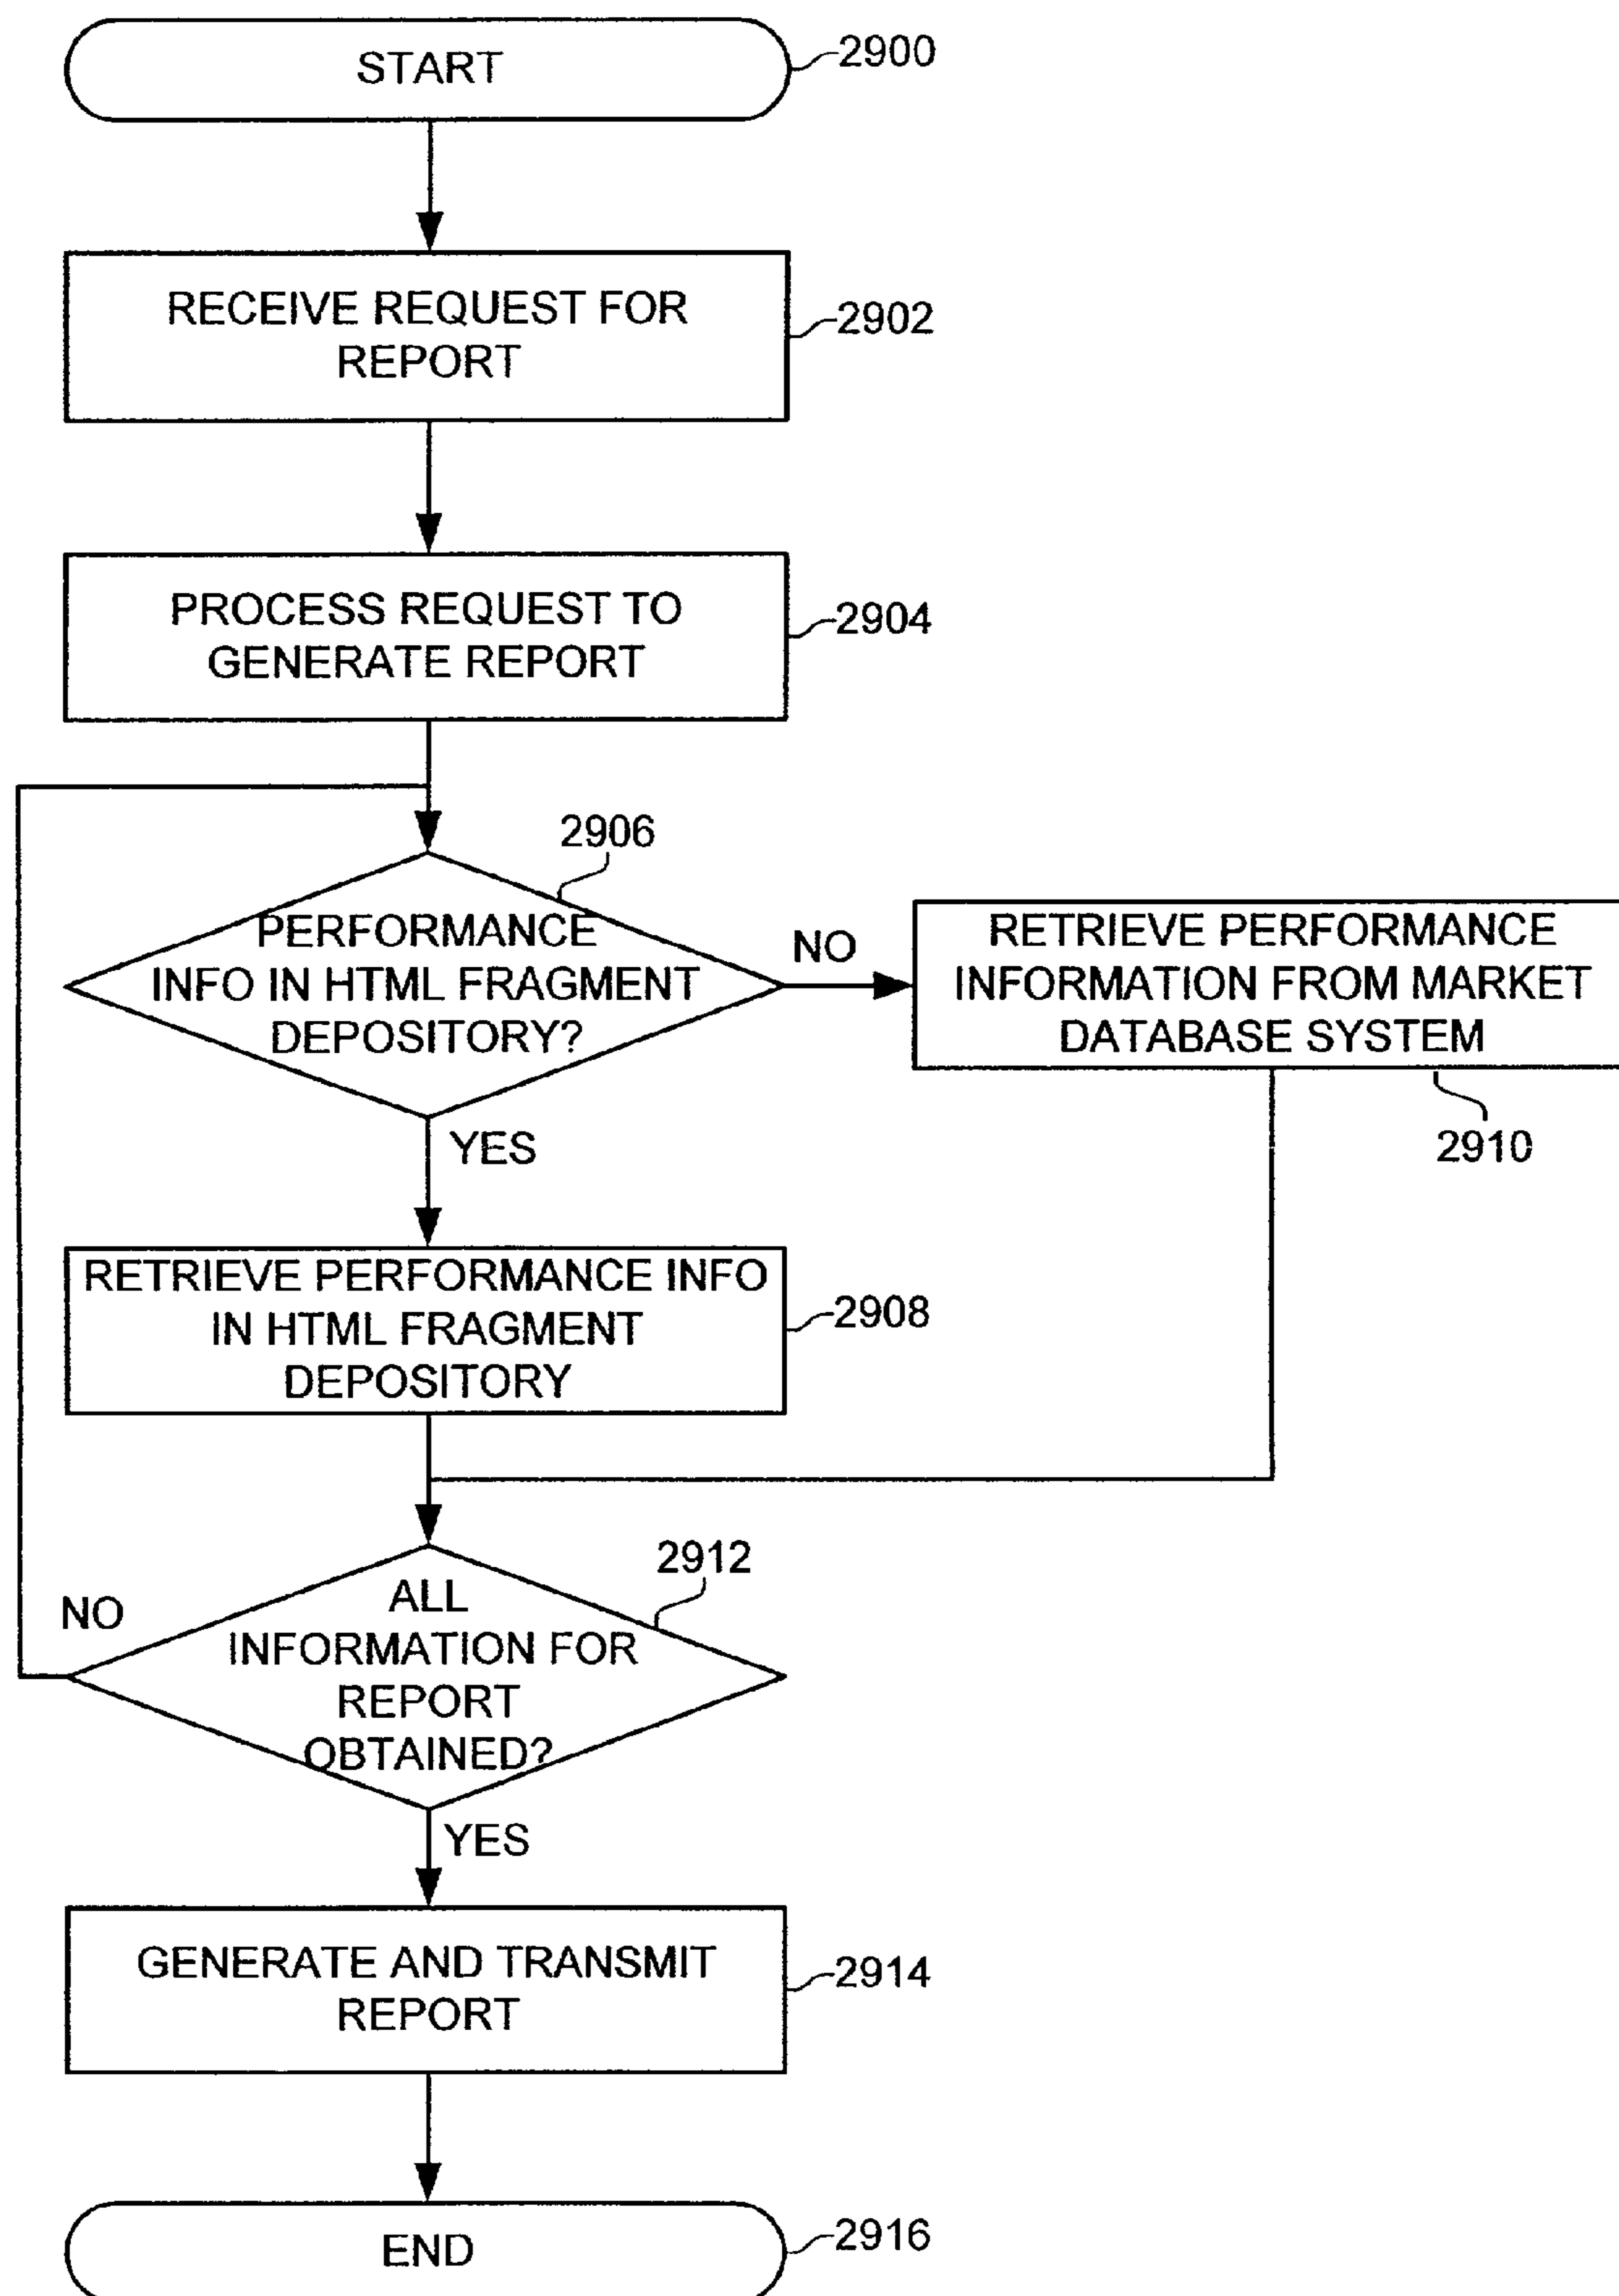 START
2900
RECEIVE REQUEST FOR
REPORT
2902
PROCESS REQUEST TO
GENERATE REPORT
2904
2906
PERFORMANCE
INFO IN HTML FRAGMENT
DEPOSITORY?
NO
RETRIEVE PERFORMANCE
INFORMATION FROM MARKET
DATABASE SYSTEM
2910
YES
RETRIEVE PERFORMANCE INFO
IN HTML FRAGMENT
DEPOSITORY
2908
2912
NO
ALL
INFORMATION FOR
REPORT
OBTAINED?
YES
GENERATE AND TRANSMIT
REPORT
2914
END
2916